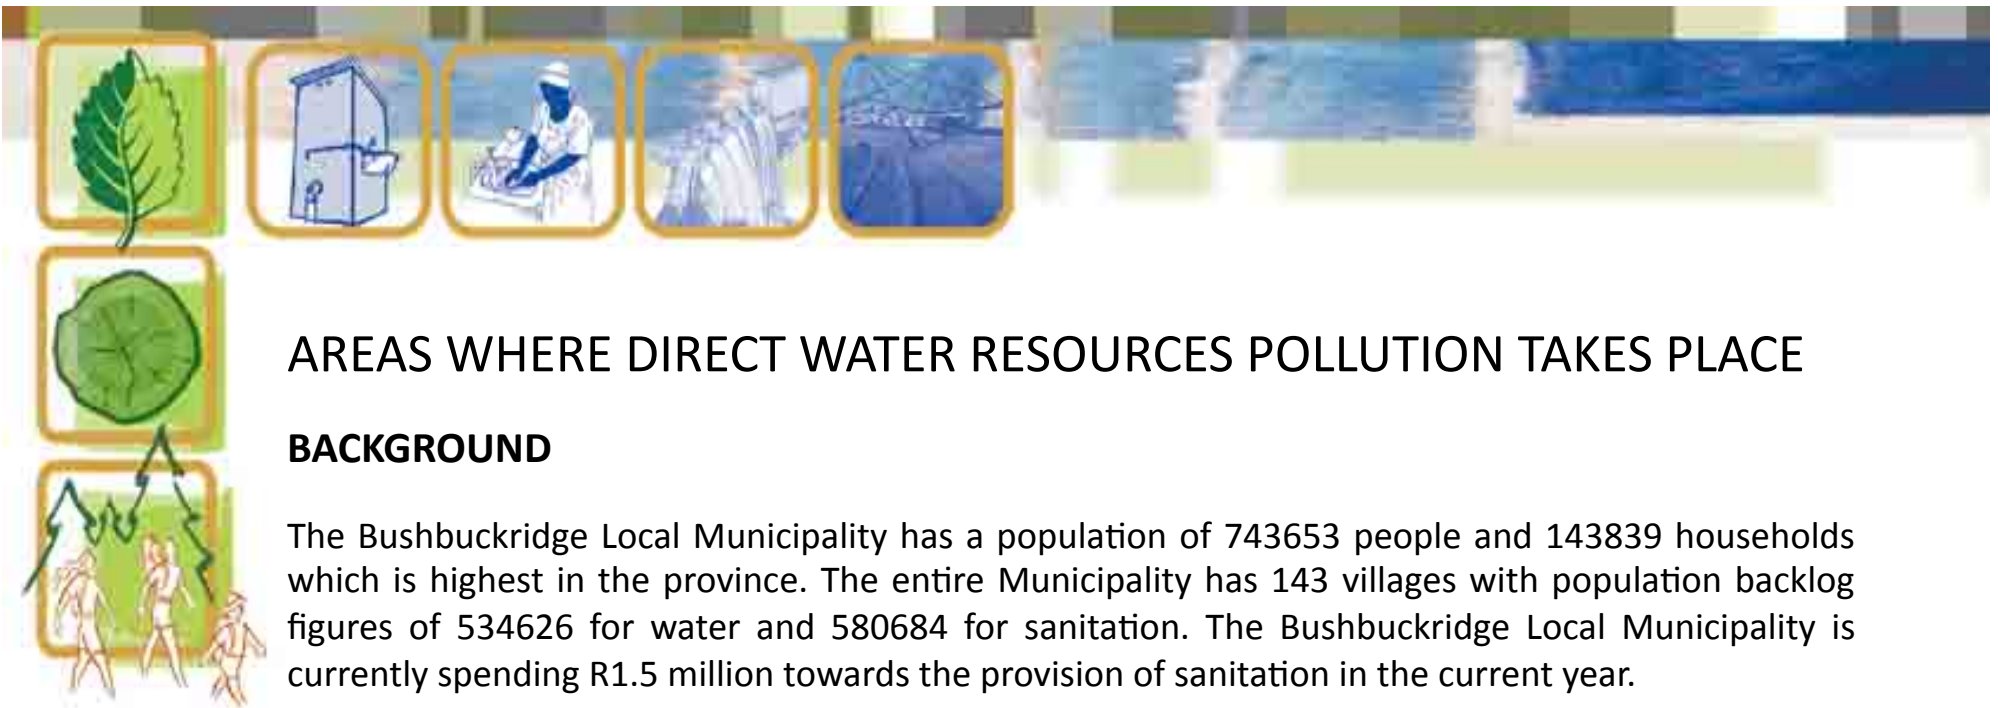 AREAS WHERE DIRECT WATER RESOURCES POLLUTION TAKES PLACE
BACKGROUND
The Bushbuckridge Local Municipality has a population of 743653 people and 143839 households
which is highest in the province. The entire Municipality has 143 villages with population backlog
figures of 534626 for water and 580684 for sanitation. The Bushbuckridge Local Municipality is
currently spending R1.5 million towards the provision of sanitation in the current year.